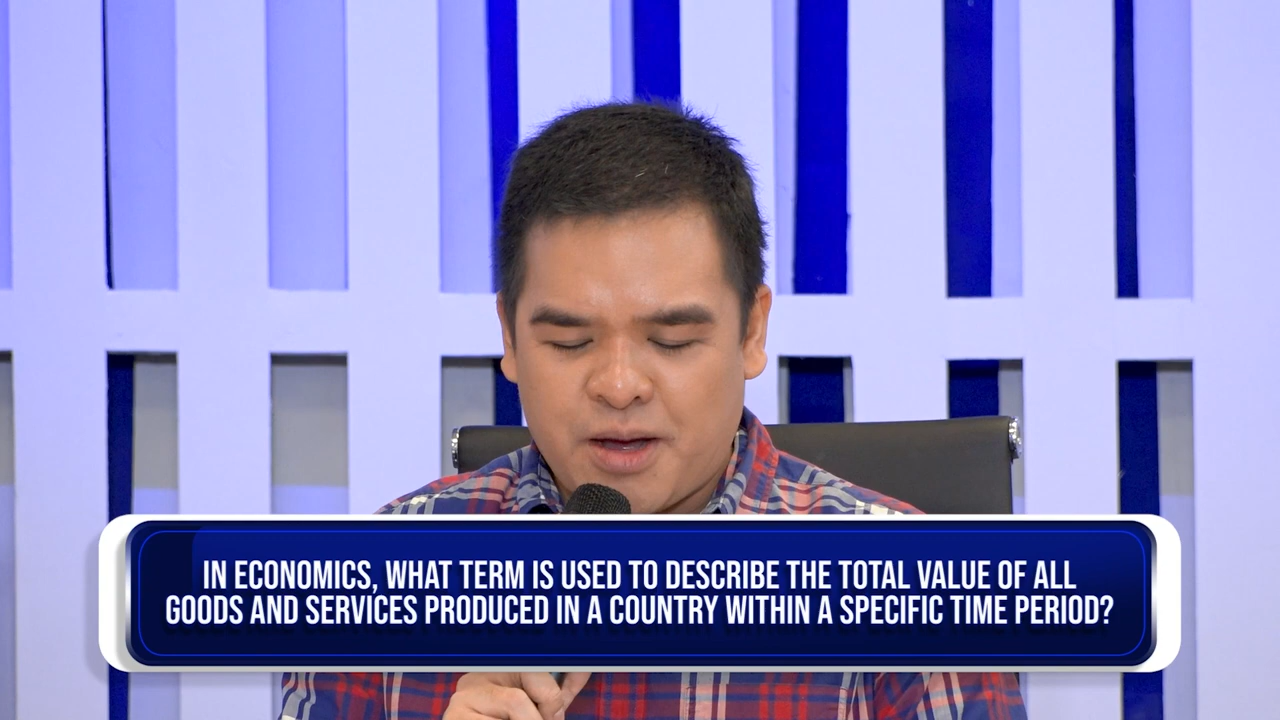 IN ECONOMICS, WHAT TERM IS USED TO DESCRIBE THE TOTAL VALUE OF ALL
GOODS AND SERVICES PRODUCED IN A COUNTRY WITHIN A SPECIFIC TIME PERIOD?